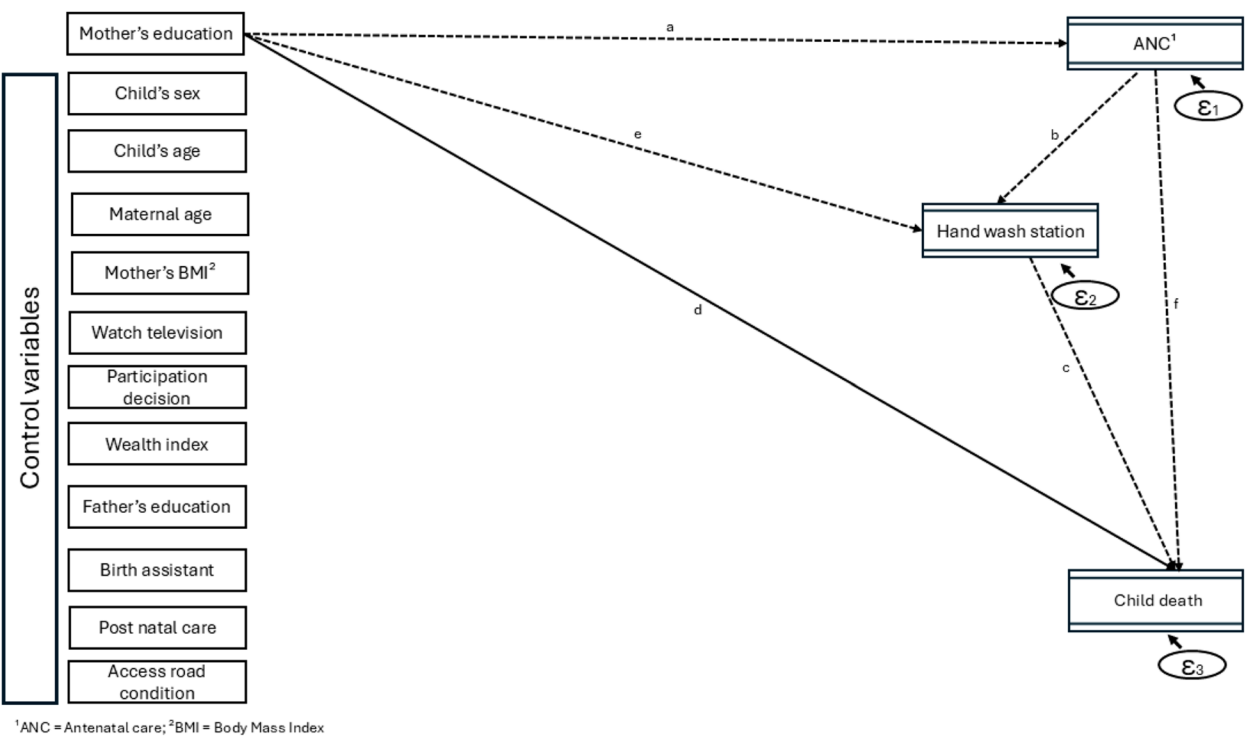 Mother’s education
a
ANC¹
Child’s sex
ε1
Child’s age
e
b
Maternal age
Hand wash station
Mother’s BMI²
ε2
Control variables
d
f
Watch television
c
Participation
decision
Wealth index
Father’s education
Birth assistant
Child death
Post natal care
ε3
Access road
condition
¹ANC = Antenatal care; ²BMI = Body Mass Index